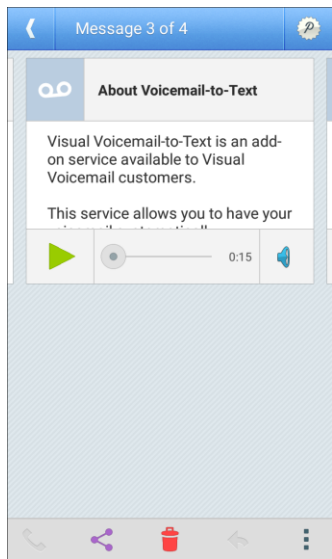 Message 3 of 4
P
About Voicemail-to-Text
Visual Voicemail-to-Text is an add-
on service available to Visual
Voicemail customers.
This service allows you to have your
0:15